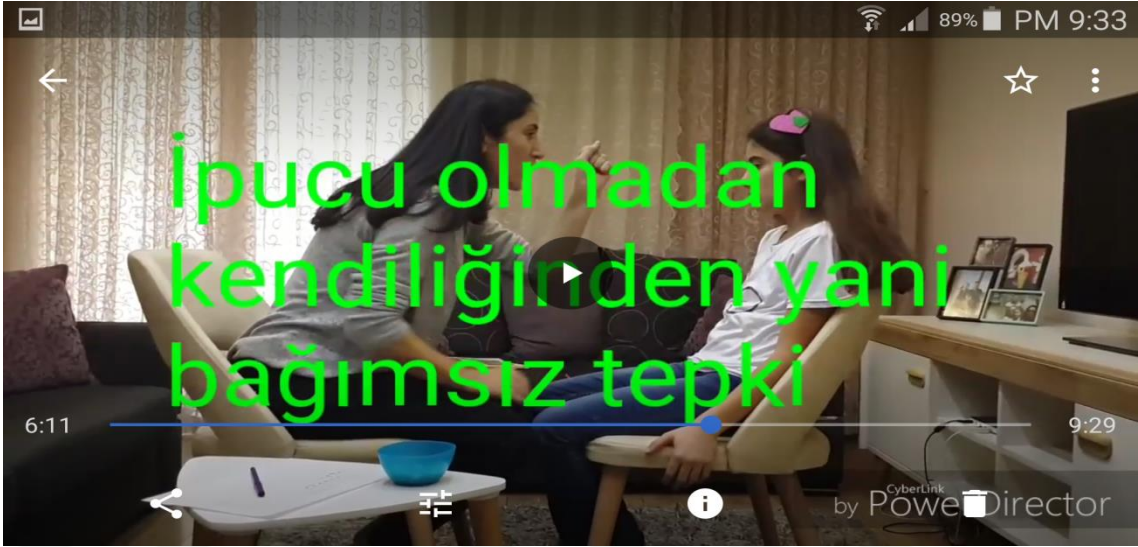 89% PM 9:33
İpucu olmadan
kendiliğinden yani
bağımsız tepki
6:11 9:29
CyberLink
by PowerDirector